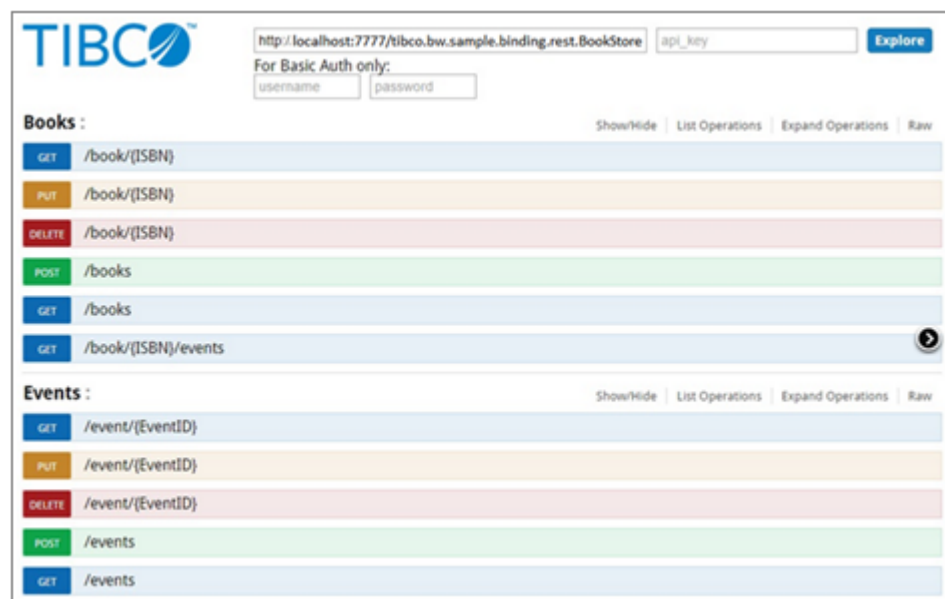 TIBCO™
http:/.localhost:7777/tibco.bw.sample.binding.rest.BookStore api_key Explore
For Basic Auth only:
username password
Books : Show/Hide List Operations Expand Operations Raw
GET /book/{ISBN}
PUT /book/{ISBN}
DELETE /book/{ISBN}
POST /books
GET /books
GET /book/{ISBN}/events
Events : Show/Hide List Operations Expand Operations Raw
GET /event/{EventID}
PUT /event/{EventID}
DELETE /event/{EventID}
POST /events
GET /events